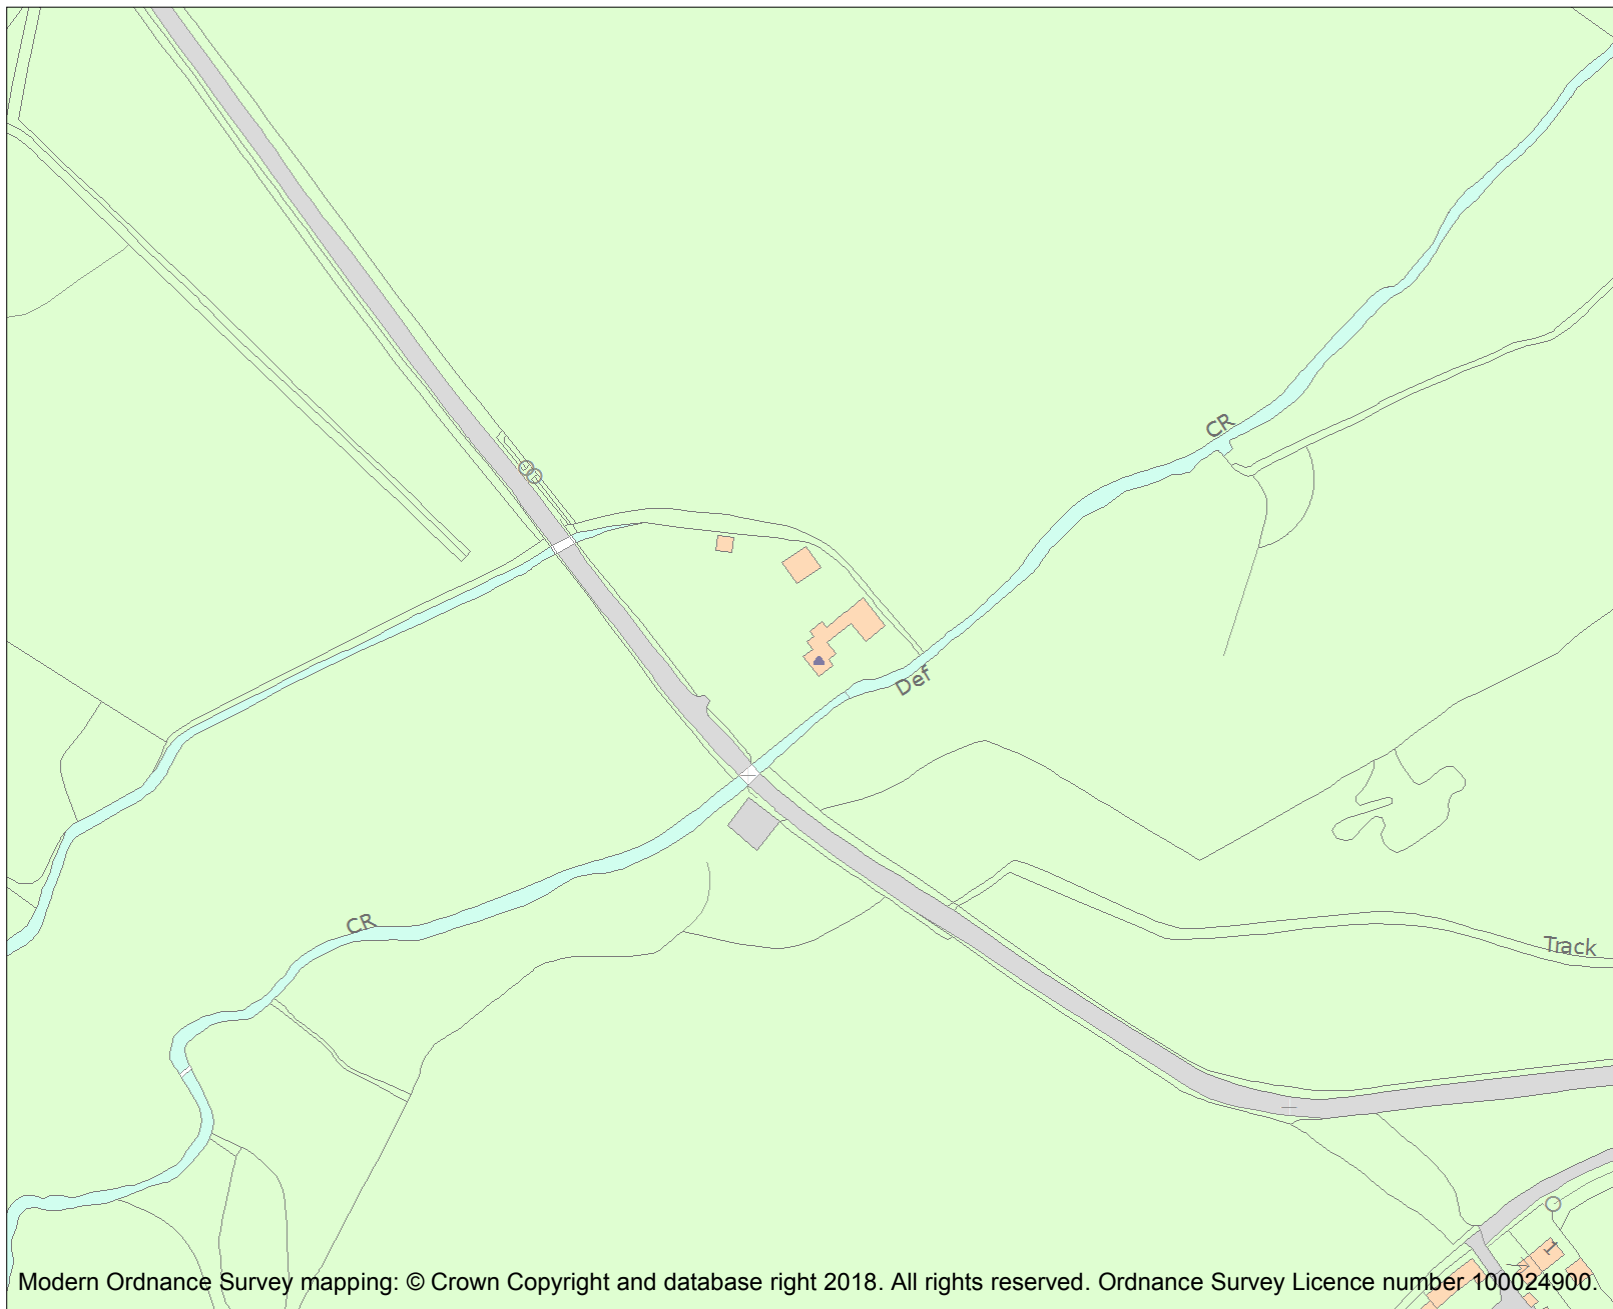 CR
Def
CR
Track
1
Modern Ordnance Survey mapping: © Crown Copyright and database right 2018. All rights reserved. Ordnance Survey Licence number 100024900.